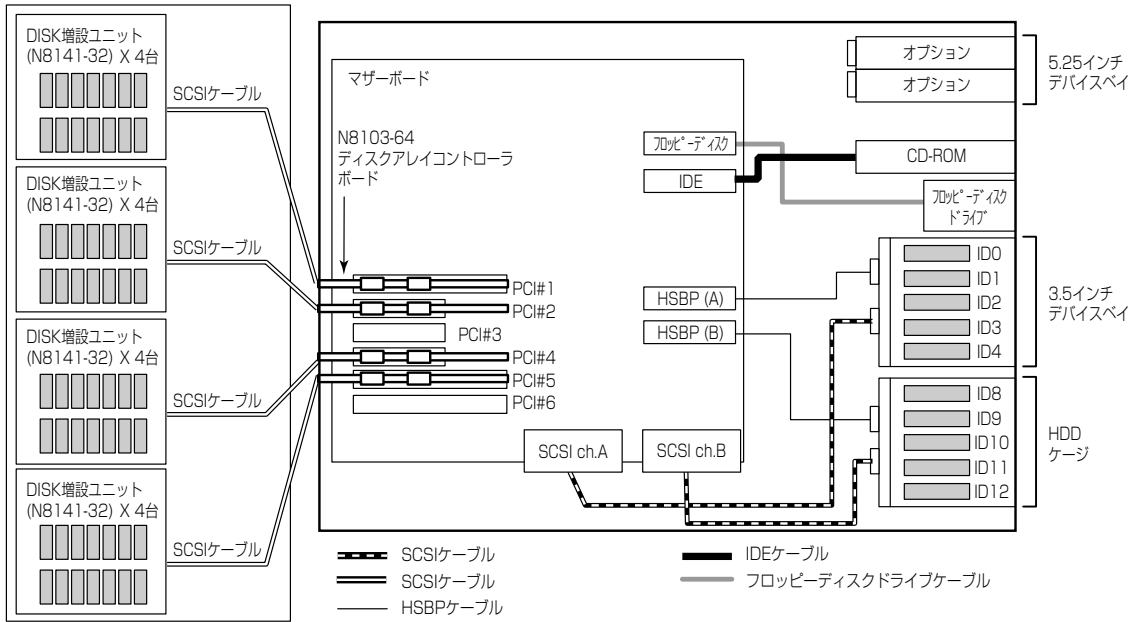 DISK増設ユニット
(N8141-32) X 4台
SCSIケーブル
DISK増設ユニット
(N8141-32) X 4台
SCSIケーブル
DISK増設ユニット
(N8141-32) X 4台
SCSIケーブル
DISK増設ユニット
(N8141-32) X 4台
SCSIケーブル
マザーボード
N8103-64
ディスクアレイコントローラ
ボード
PCI#1
PCI#2
PCI#3
PCI#4
PCI#5
PCI#6
フロッピーディスク
IDE
HSBP (A)
HSBP (B)
SCSI ch.A
SCSI ch.B
オプション
オプション
5.25インチ
デバイスベイ
CD-ROM
フロッピーディスク
ドライブ
ID0
ID1
ID2
ID3
ID4
3.5インチ
デバイスベイ
ID8
ID9
ID10
ID11
ID12
HDD
ケージ
SCSIケーブル
SCSIケーブル
HSBPケーブル
IDEケーブル
フロッピーディスクドライブケーブル